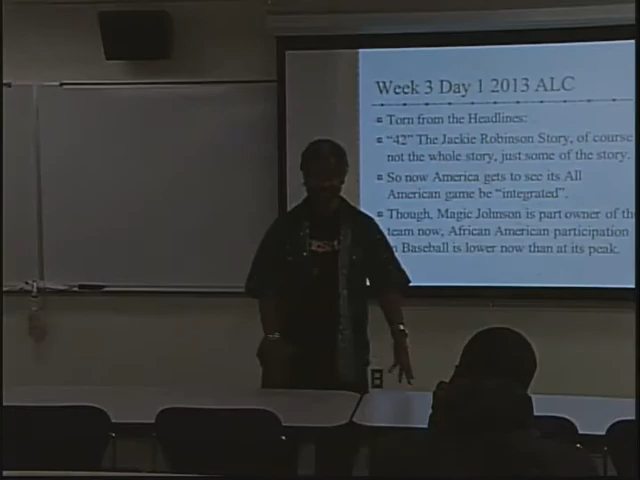 Week 3 Day 1 2013 ALC
Torn from the Headlines:
"42" The Jackie Robinson Story, of course
not the whole story, just some of the story.
So now America gets to see its All
American game be "integrated".
Though, Magic Johnson is part owner of th
team now, African American participation
n Baseball is lower now than at its peak.